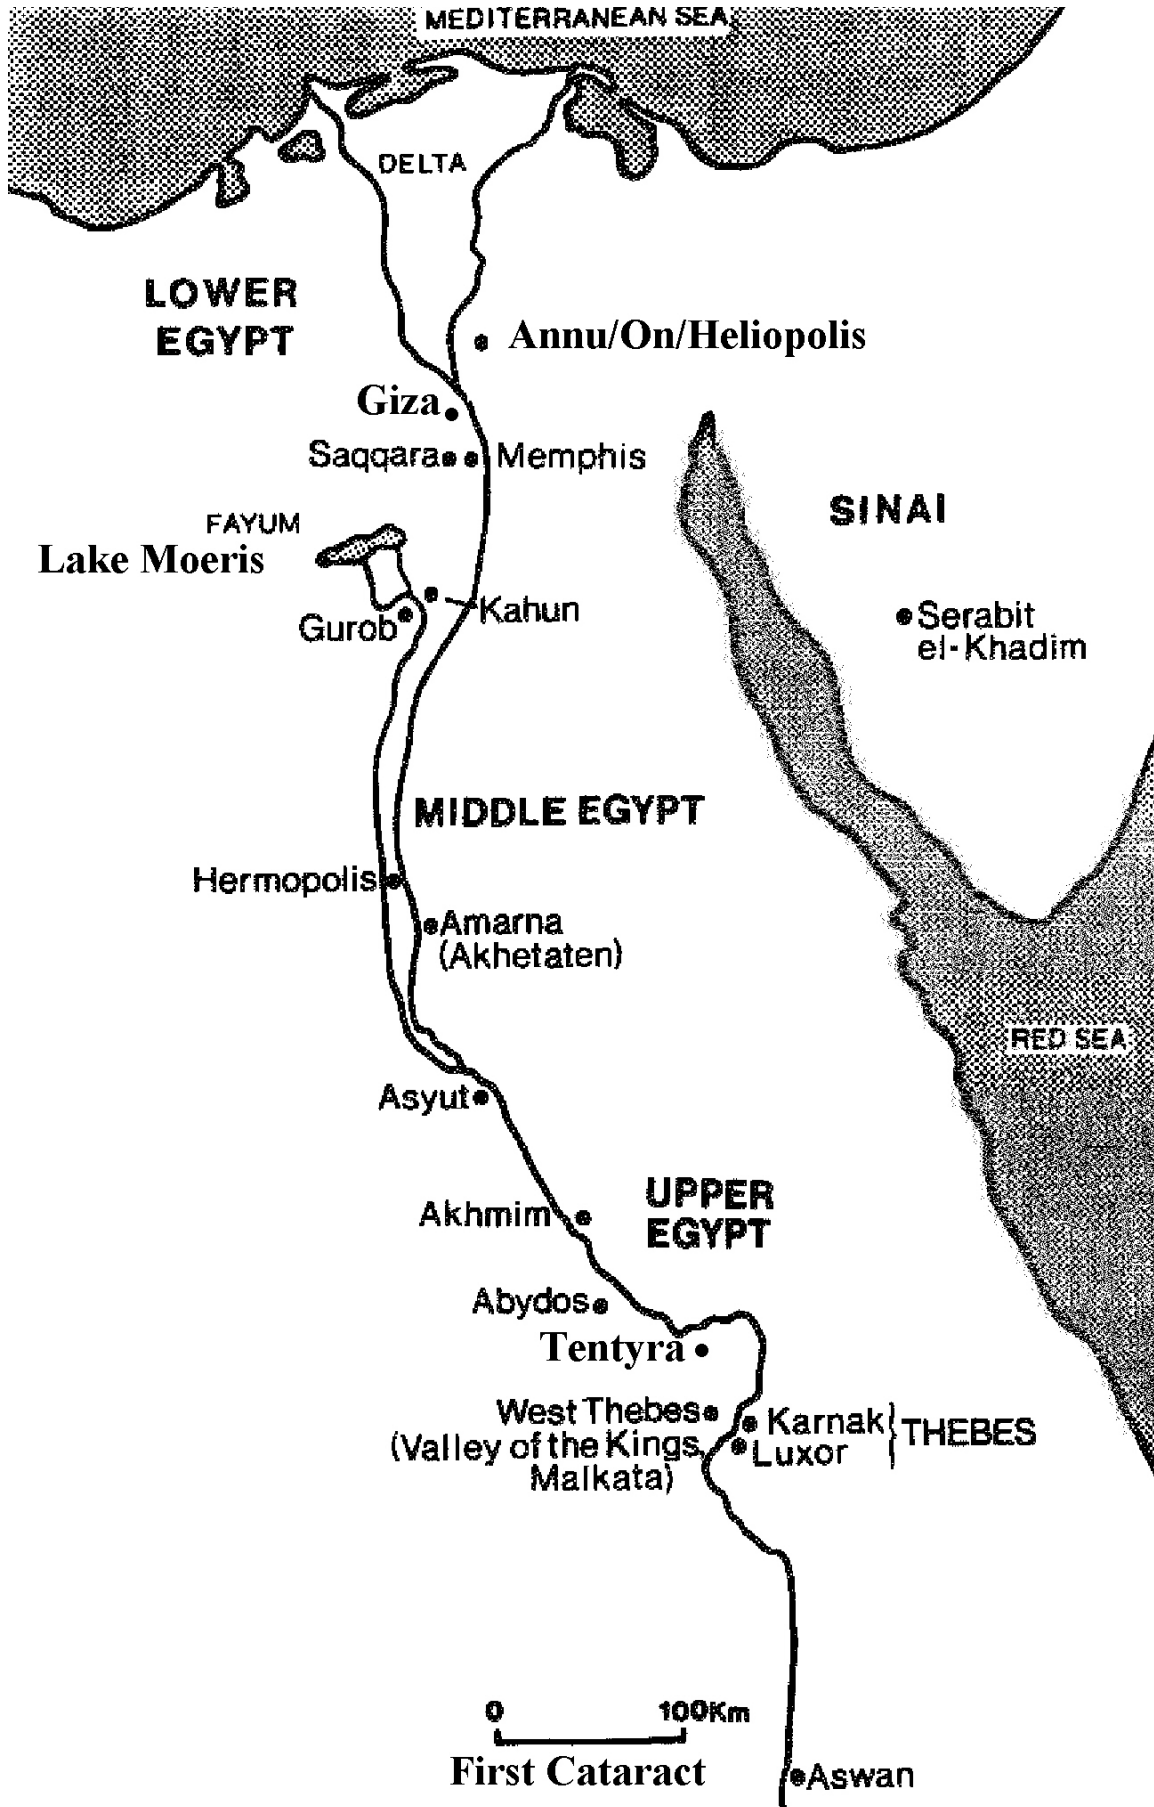 MEDITERRANEAN SEA
DELTA
LOWER
EGYPT
Annu/On/Heliopolis
Giza
Saqqara
Memphis
SINAI
FAYUM
Lake Moeris
Kahun
Gurob
Serabit
el-Khadim
MIDDLE EGYPT
Hermopolis
Amarna
(Akhetaten)
RED SEA
Asyut
UPPER
EGYPT
Akhmim
Abydos
Tentyra
West Thebes
(Valley of the Kings,
Malkata)
Karnak
Luxor
THEBES
0 100Km
First Cataract
Aswan